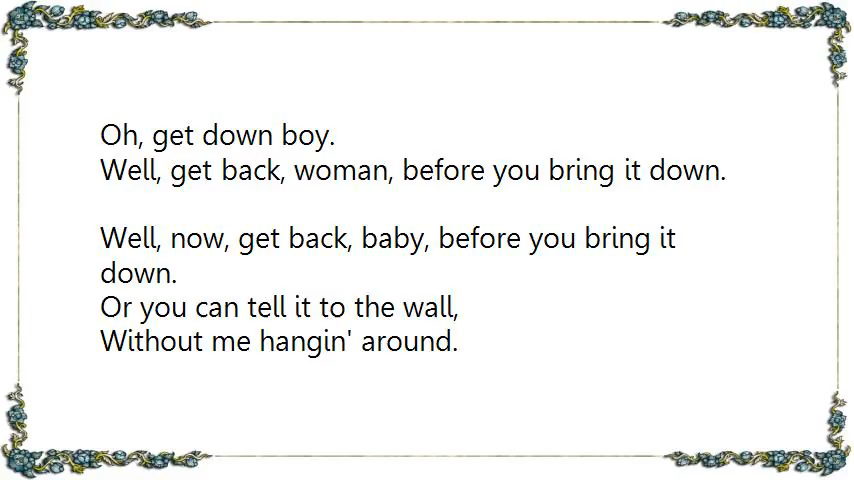 Oh, get down boy.
Well, get back, woman, before you bring it down.
Well, now, get back, baby, before you bring it
down.
Or you can tell it to the wall,
Without me hangin' around.